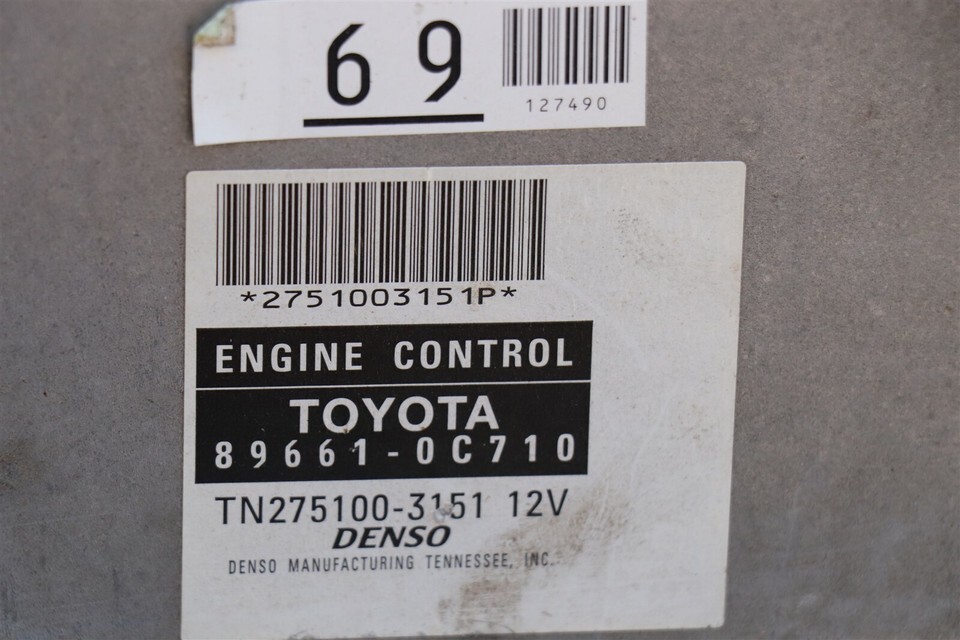 69
127490
*2751003151P*
ENGINE CONTROL
TOYOTA
89661-0C710
TN275100-3151 12V
DENSO
DENSO MANUFACTURING TENNESSEE, INC.